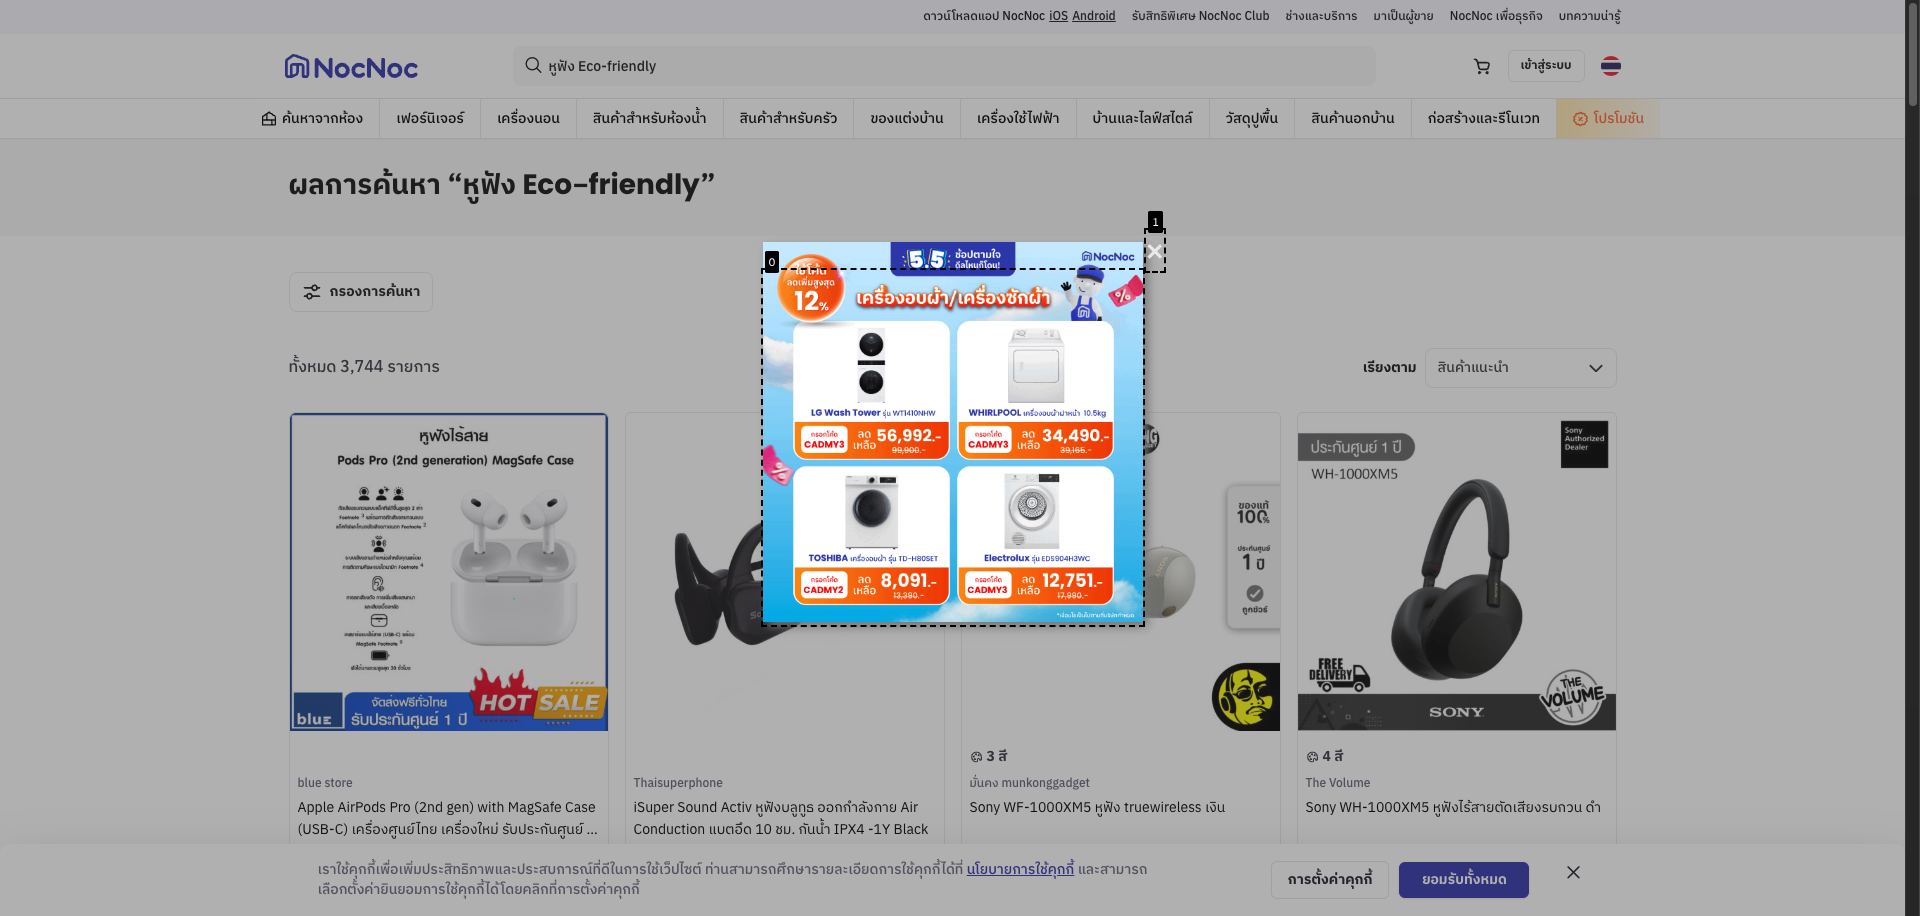 ดาวน์โหลดแอป NocNoc iOS Android รับสิทธิพิเศษ NocNoc Club ช่างและบริการ มาเป็นผู้ขาย NocNoc เพื่อธุรกิจ บทความน่ารู้
NocNoc
หูฟัง Eco-friendly
เข้าสู่ระบบ
ค้นหาจากห้อง เฟอร์นิเจอร์ เครื่องนอน สินค้าสำหรับห้องน้ำ สินค้าสำหรับครัว ของแต่งบ้าน เครื่องใช้ไฟฟ้า บ้านและไลฟ์สไตล์ วัสดุปูพื้น สินค้านอกบ้าน ก่อสร้างและรีโนเวท โปรโมชัน
ผลการค้นหา “หูฟัง Eco-friendly”
1
0
5.5 ช้อปตามใจ
ดีลไหนก็โดน!
NocNoc
ใช้โค้ด
ลดเพิ่มสูงสุด
12%
เครื่องอบผ้า/เครื่องซักผ้า
LG Wash Tower รุ่น WT1410NHW
กรอกโค้ด
CADMY3
ลด
เหลือ
56,992.-
99,900.-
WHIRLPOOL เครื่องอบผ้าฝาหน้า 10.5kg
กรอกโค้ด
CADMY3
ลด
เหลือ
34,490.-
39,165.-
TOSHIBA เครื่องอบผ้า รุ่น TD-H80SET
กรอกโค้ด
CADMY2
ลด
เหลือ
8,091.-
13,390.-
Electrolux รุ่น EDS904H3WC
กรอกโค้ด
CADMY3
ลด
เหลือ
12,751.-
17,990.-
*เงื่อนไขเป็นไปตามที่บริษัทกำหนด
กรองการค้นหา
ทั้งหมด 3,744 รายการ
เรียงตาม สินค้าแนะนำ
หูฟังไร้สาย
Pods Pro (2nd generation) MagSafe Case
จัดส่งฟรีทั่วไทย
รับประกันศูนย์ 1 ปี
HOT SALE
blue
ของแท้
100%
ประกันศูนย์
1 ปี
ถูกชัวร์
ประกันศูนย์ 1 ปี
WH-1000XM5
Sony
Authorized
Dealer
FREE
DELIVERY
SONY
THE
VOLUME
3 สี
4 สี
blue store
Apple AirPods Pro (2nd gen) with MagSafe Case
(USB-C) เครื่องศูนย์ไทย เครื่องใหม่ รับประกันศูนย์ ...
Thaisuperphone
iSuper Sound Activ หูฟังบลูทูธ ออกกำลังกาย Air
Conduction แบตอึด 10 ชม. กันน้ำ IPX4 -1Y Black
มั่นคง munkonggadget
Sony WF-1000XM5 หูฟัง truewireless เงิน
The Volume
Sony WH-1000XM5 หูฟังไร้สายตัดเสียงรบกวน ดำ
เราใช้คุกกี้เพื่อเพิ่มประสิทธิภาพและประสบการณ์ที่ดีในการใช้เว็ปไซต์ ท่านสามารถศึกษารายละเอียดการใช้คุกกี้ได้ที่ นโยบายการใช้คุกกี้ และสามารถ
เลือกตั้งค่ายินยอมการใช้คุกกี้ได้โดยคลิกที่การตั้งค่าคุกกี้
การตั้งค่าคุกกี้
ยอมรับทั้งหมด